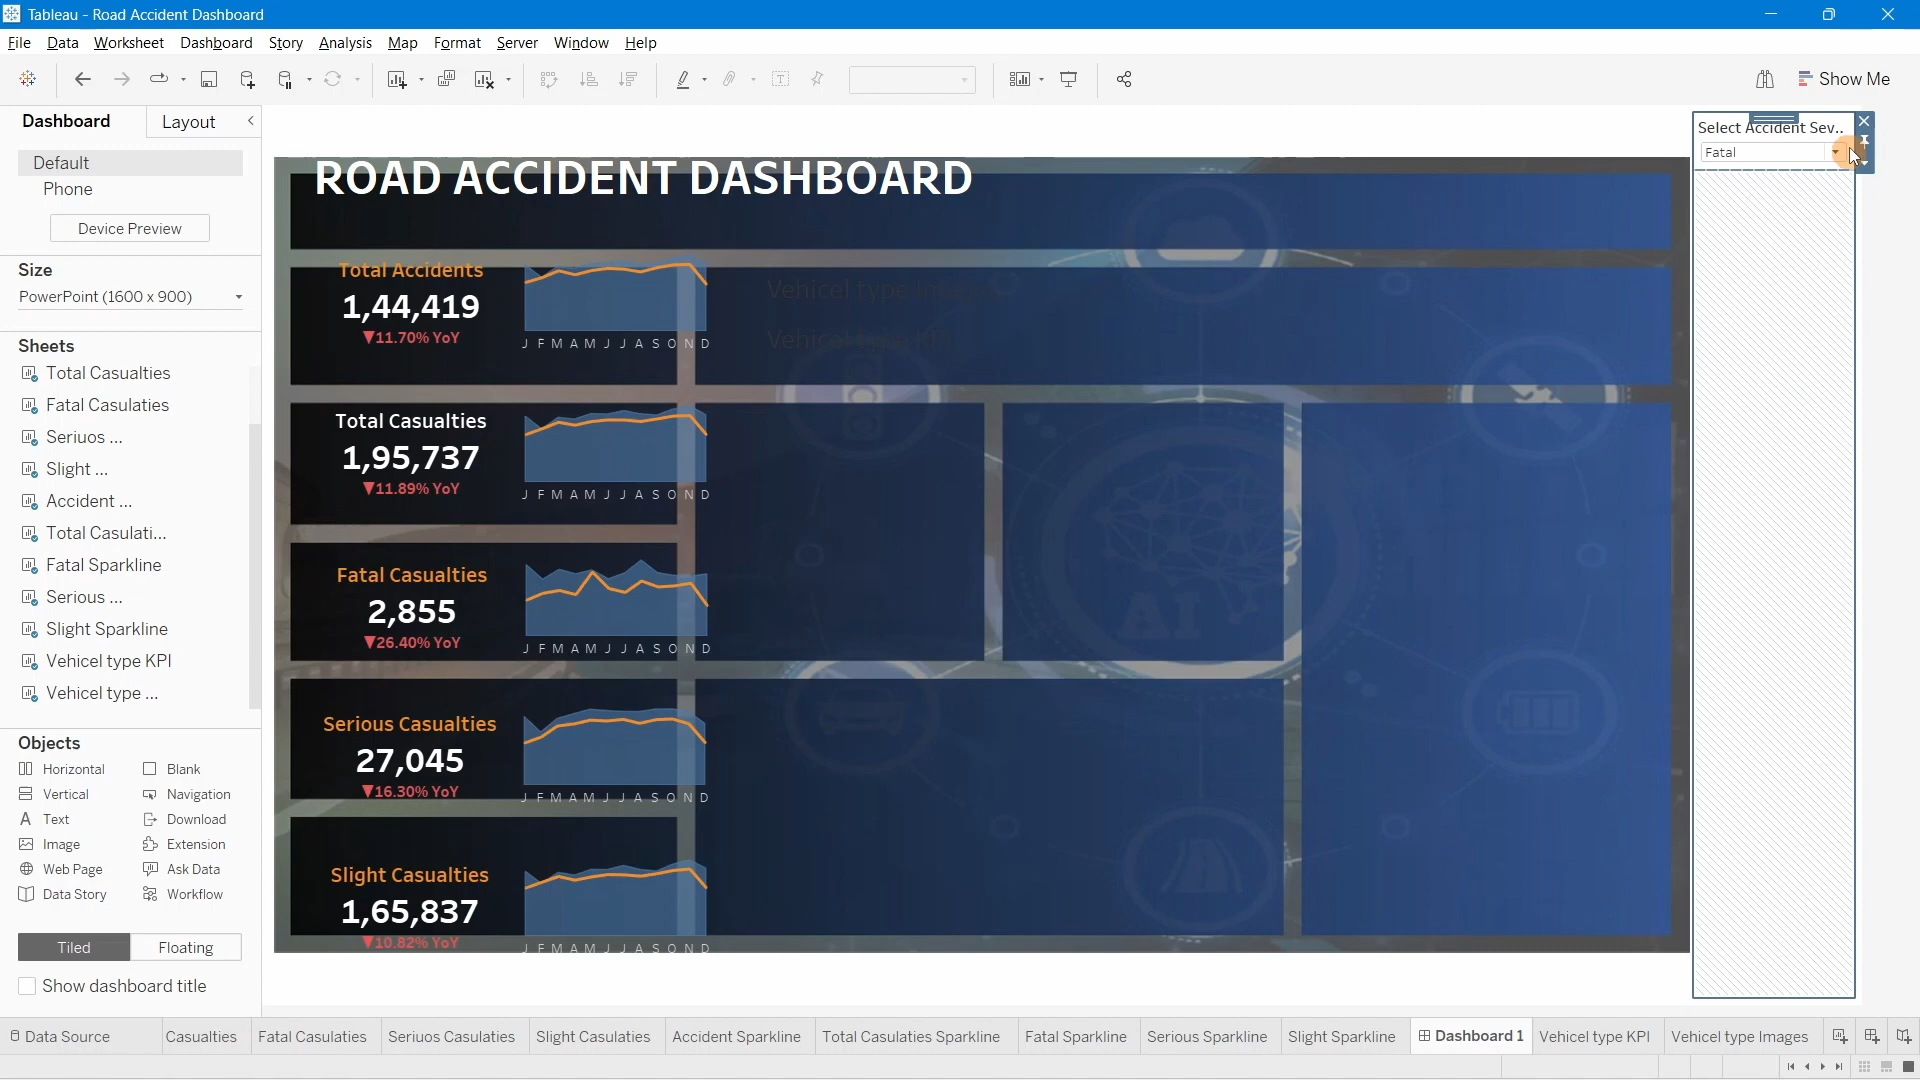 Tableau - Road Accident Dashboard
File Data Worksheet Dashboard Story Analysis Map Format Server Window Help
Show Me
Dashboard Layout
Default
Phone
Device Preview
Size
PowerPoint (1600 x 900)
Sheets
Total Casualties
Fatal Casulaties
Seriuos ...
Slight ...
Accident ...
Total Casulati...
Fatal Sparkline
Serious ...
Slight Sparkline
Vehicel type KPI
Vehicel type ...
Objects
Horizontal Blank
Vertical Navigation
Text Download
Image Extension
Web Page Ask Data
Data Story Workflow
Tiled Floating
Show dashboard title
ROAD ACCIDENT DASHBOARD
Total Accidents
1,44,419
▼11.70% YoY
J F M A M J J A S O N D
Vehicel type Images
Vehicel type KPI
Total Casualties
1,95,737
▼11.89% YoY
J F M A M J J A S O N D
Fatal Casualties
2,855
▼26.40% YoY
J F M A M J J A S O N D
Serious Casualties
27,045
▼16.30% YoY
J F M A M J J A S O N D
Slight Casualties
1,65,837
▼10.82% YoY
J F M A M J J A S O N D
AI
Select Accident Sev..
Fatal
Data Source Casualties Fatal Casulaties Seriuos Casulaties Slight Casulaties Accident Sparkline Total Casulaties Sparkline Fatal Sparkline Serious Sparkline Slight Sparkline Dashboard 1 Vehicel type KPI Vehicel type Images